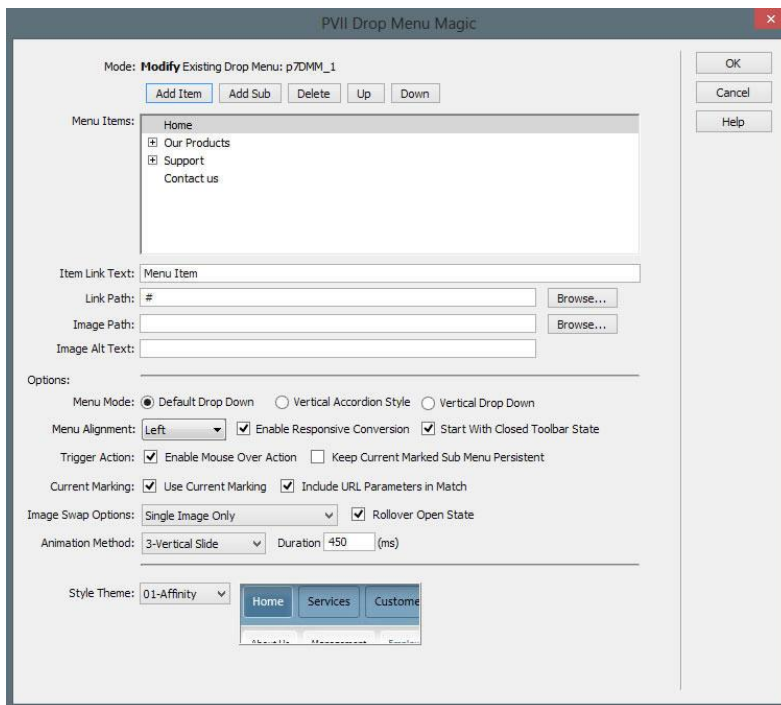 PVII Drop Menu Magic
Mode: Modify Existing Drop Menu: p7DMM_1
OK
Add Item Add Sub Delete Up Down
Cancel
Menu Items:
Help
Home
Our Products
Support
Contact us
Item Link Text: Menu Item
Link Path: # Browse...
Image Path: Browse...
Image Alt Text:
Options:
Menu Mode: Default Drop Down Vertical Accordion Style Vertical Drop Down
Menu Alignment: Left Enable Responsive Conversion Start With Closed Toolbar State
Trigger Action: Enable Mouse Over Action Keep Current Marked Sub Menu Persistent
Current Marking: Use Current Marking Include URL Parameters in Match
Image Swap Options: Single Image Only Rollover Open State
Animation Method: 3-Vertical Slide Duration 450 (ms)
Style Theme: 01-Affinity
Home Services Custome